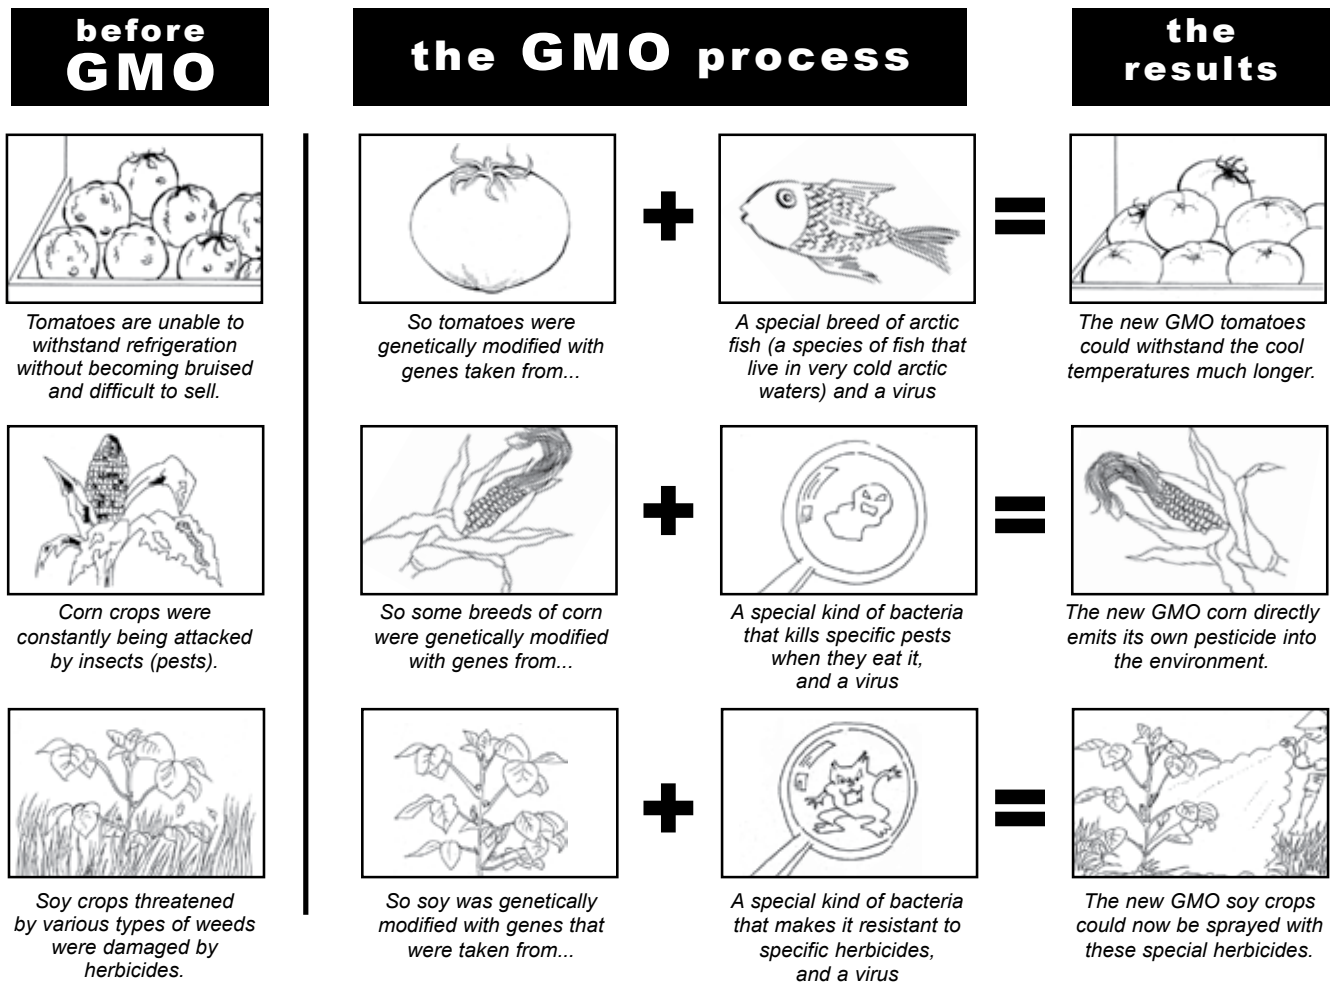 before
GMO
the GMO process
the
results
Tomatoes are unable to
withstand refrigeration
without becoming bruised
and difficult to sell.
So tomatoes were
genetically modified with
genes taken from...
A special breed of arctic
fish (a species of fish that
live in very cold arctic
waters) and a virus
The new GMO tomatoes
could withstand the cool
temperatures much longer.
Corn crops were
constantly being attacked
by insects (pests).
So some breeds of corn
were genetically modified
with genes from...
A special kind of bacteria
that kills specific pests
when they eat it,
and a virus
The new GMO corn directly
emits its own pesticide into
the environment.
Soy crops threatened
by various types of weeds
were damaged by
herbicides.
So soy was genetically
modified with genes that
were taken from...
A special kind of bacteria
that makes it resistant to
specific herbicides,
and a virus
The new GMO soy crops
could now be sprayed with
these special herbicides.